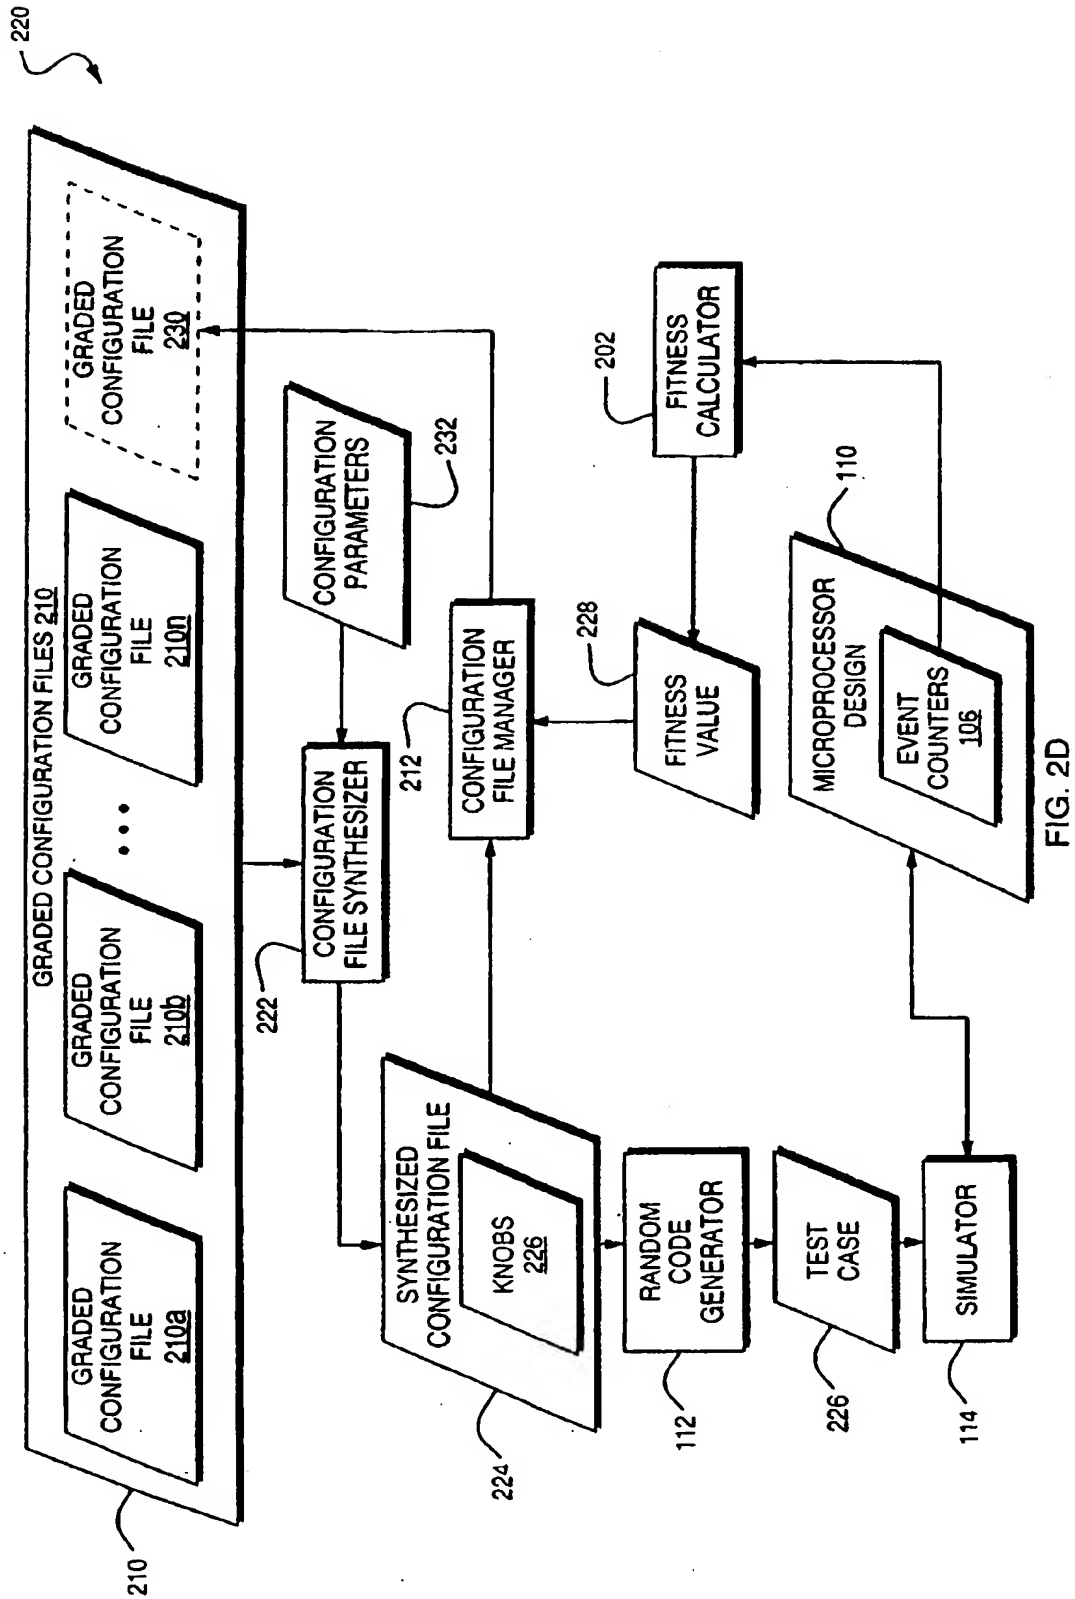 220
GRADED CONFIGURATION FILES 210
GRADED
CONFIGURATION
FILE
210a
GRADED
CONFIGURATION
FILE
210b
• • •
GRADED
CONFIGURATION
FILE
210n
GRADED
CONFIGURATION
FILE
230
210
222
CONFIGURATION
FILE SYNTHESIZER
CONFIGURATION
PARAMETERS
232
SYNTHESIZED
CONFIGURATION FILE
KNOBS
226
224
212
CONFIGURATION
FILE MANAGER
RANDOM
CODE
GENERATOR
112
228
FITNESS
VALUE
202
FITNESS
CALCULATOR
TEST
CASE
226
SIMULATOR
114
MICROPROCESSOR
DESIGN
110
EVENT
COUNTERS
106
FIG. 2D